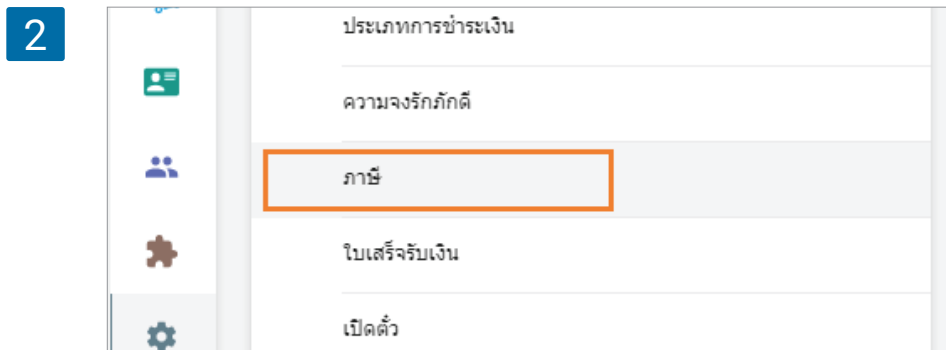 2
ประเภทการชำระเงิน
ความจงรักภักดี
ภาษี
ใบเสร็จรับเงิน
เปิดตั๋ว